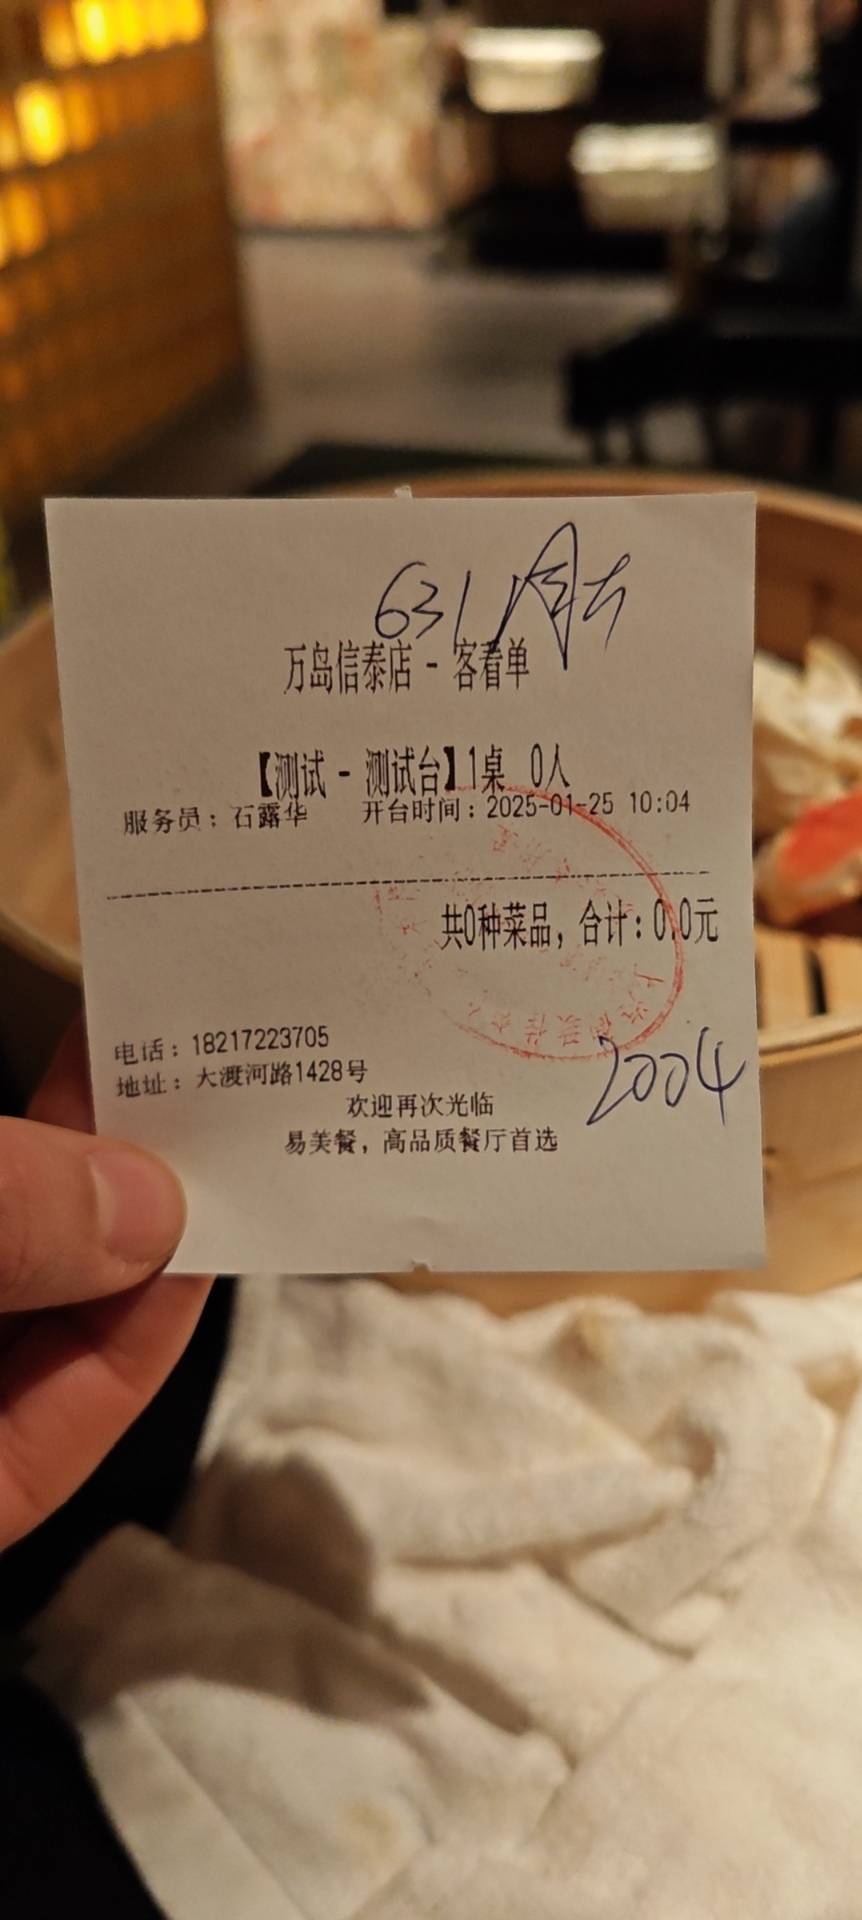 631
万岛信泰店 - 客看单
【测试 - 测试台】1桌 0人
服务员：石露华 开台时间：2025-01-25 10:04
共0种菜品，合计：0.0元
电话：18217223705
地址：大渡河路1428号
2004
欢迎再次光临
易美餐，高品质餐厅首选